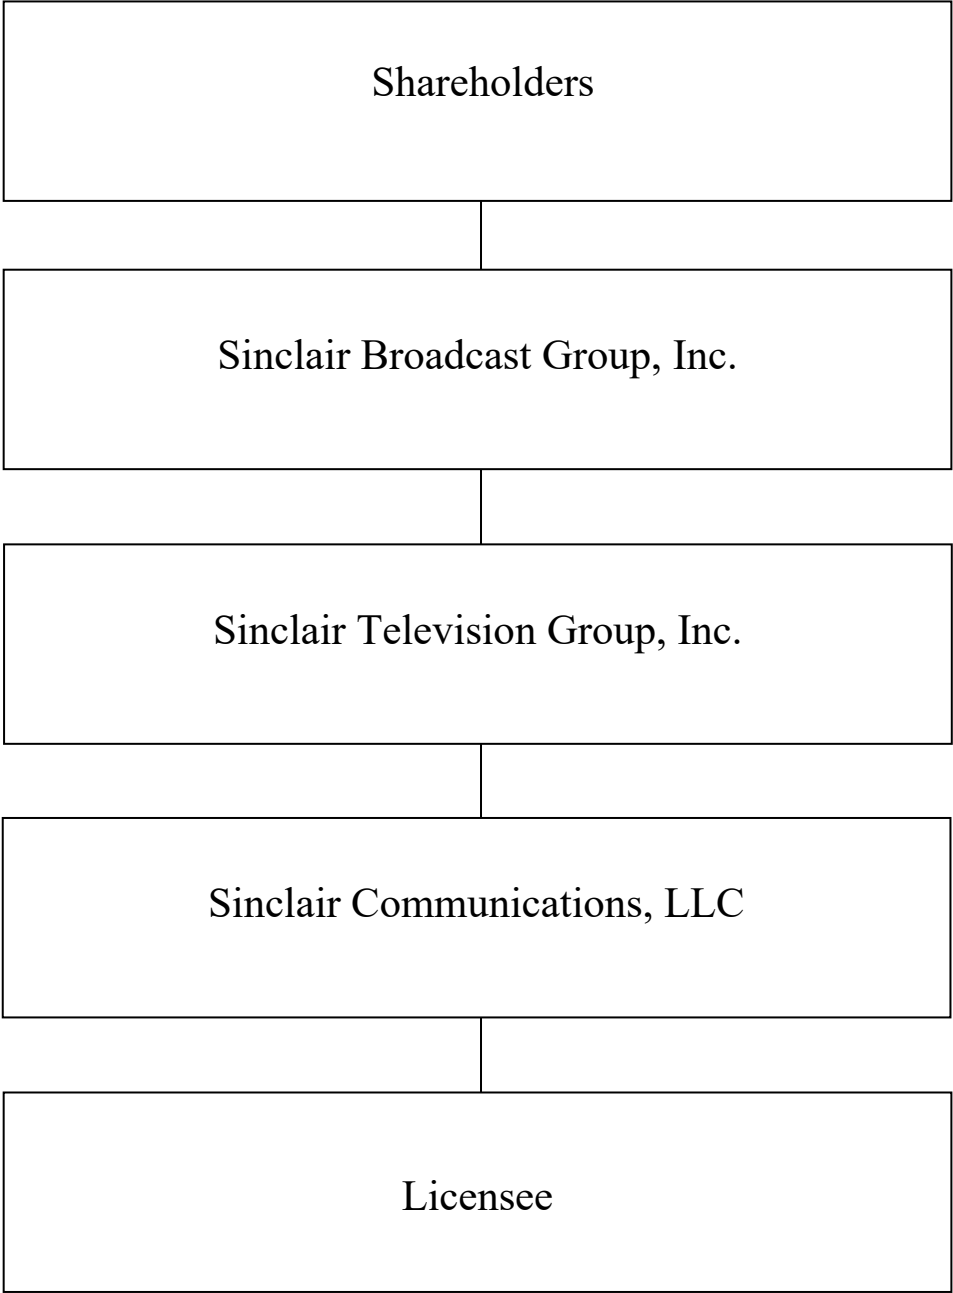 Shareholders
Sinclair Broadcast Group, Inc.
Sinclair Television Group, Inc.
Sinclair Communications, LLC
Licensee